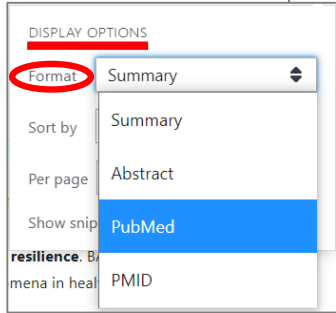 DISPLAY OPTIONS
Format Summary
Summary
Sort by
Abstract
Per page
Show snip PubMed
resilience. BA
PMID
mena in heal